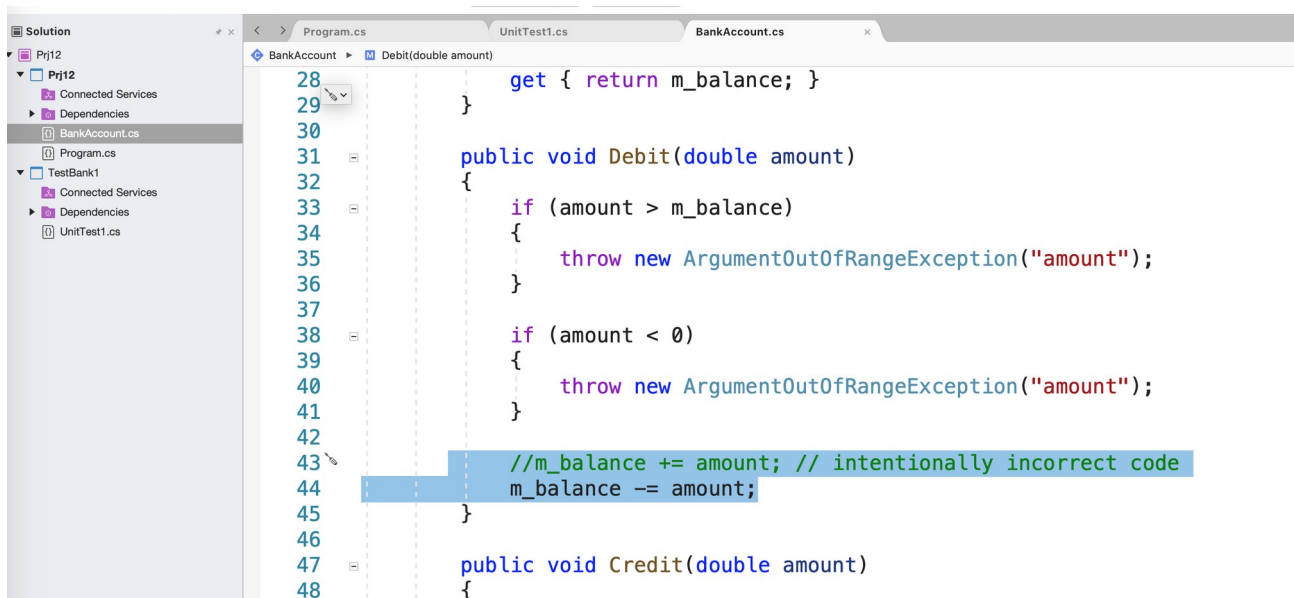 Solution
Prj12
Prj12
Connected Services
Dependencies
BankAccount.cs
Program.cs
TestBank1
Connected Services
Dependencies
UnitTest1.cs
Program.cs
UnitTest1.cs
BankAccount.cs
BankAccount
M Debit(double amount)
28 get { return m_balance; }
29 }
30
31 public void Debit(double amount)
32 {
33 if (amount > m_balance)
34 {
35 throw new ArgumentOutOfRangeException("amount");
36 }
37
38 if (amount < 0)
39 {
40 throw new ArgumentOutOfRangeException("amount");
41 }
42
43 //m_balance += amount; // intentionally incorrect code
44 m_balance -= amount;
45 }
46
47 public void Credit(double amount)
48 {